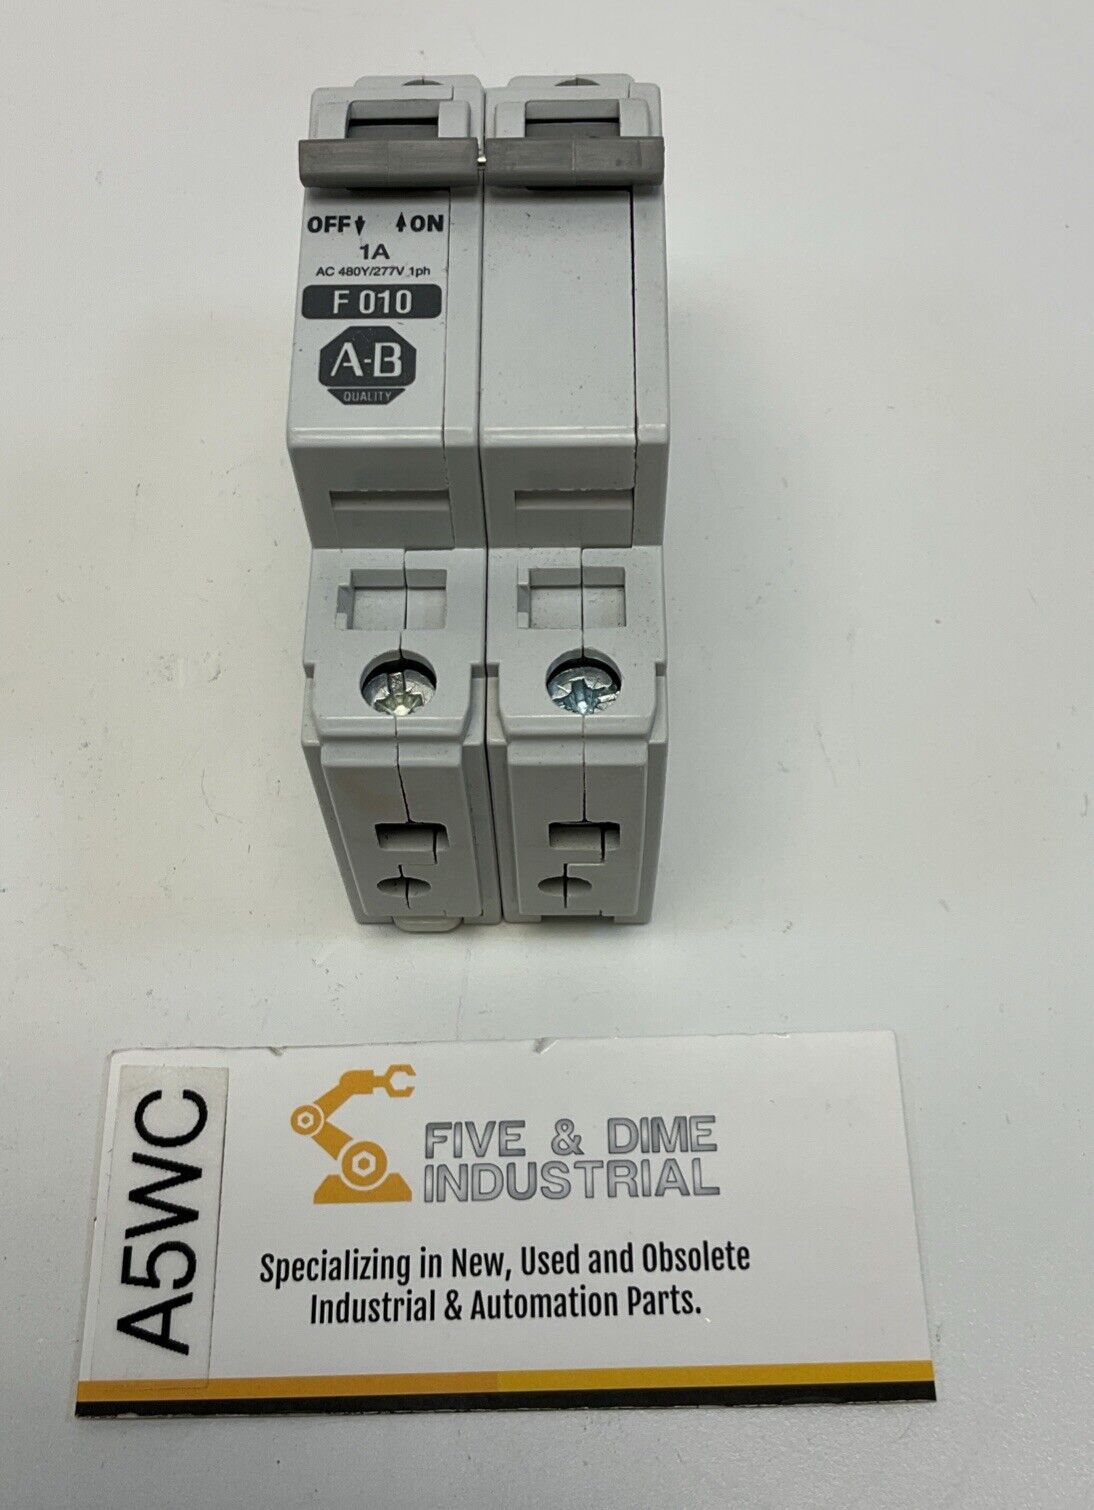 OFF ON
1A
AC 480Y/277V 1ph
F 010
A-B
QUALITY
A5WC
FIVE & DIME
INDUSTRIAL
Specializing in New, Used and Obsolete
Industrial & Automation Parts.